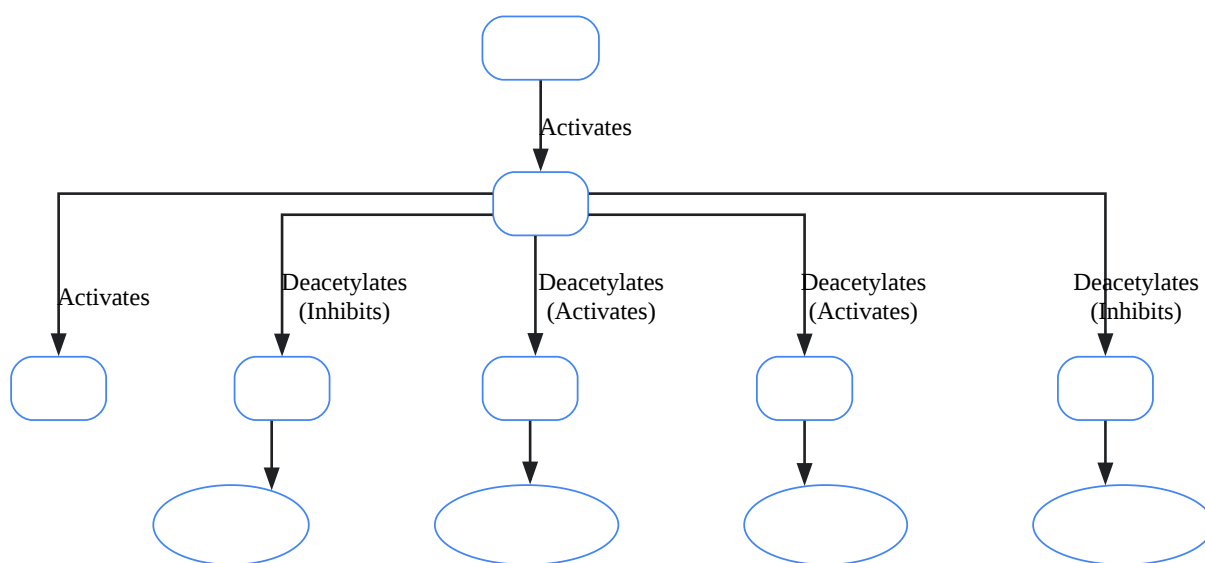 Activates
Activates
Deacetylates
(Inhibits)
Deacetylates
(Activates)
Deacetylates
(Activates)
Deacetylates
(Inhibits)